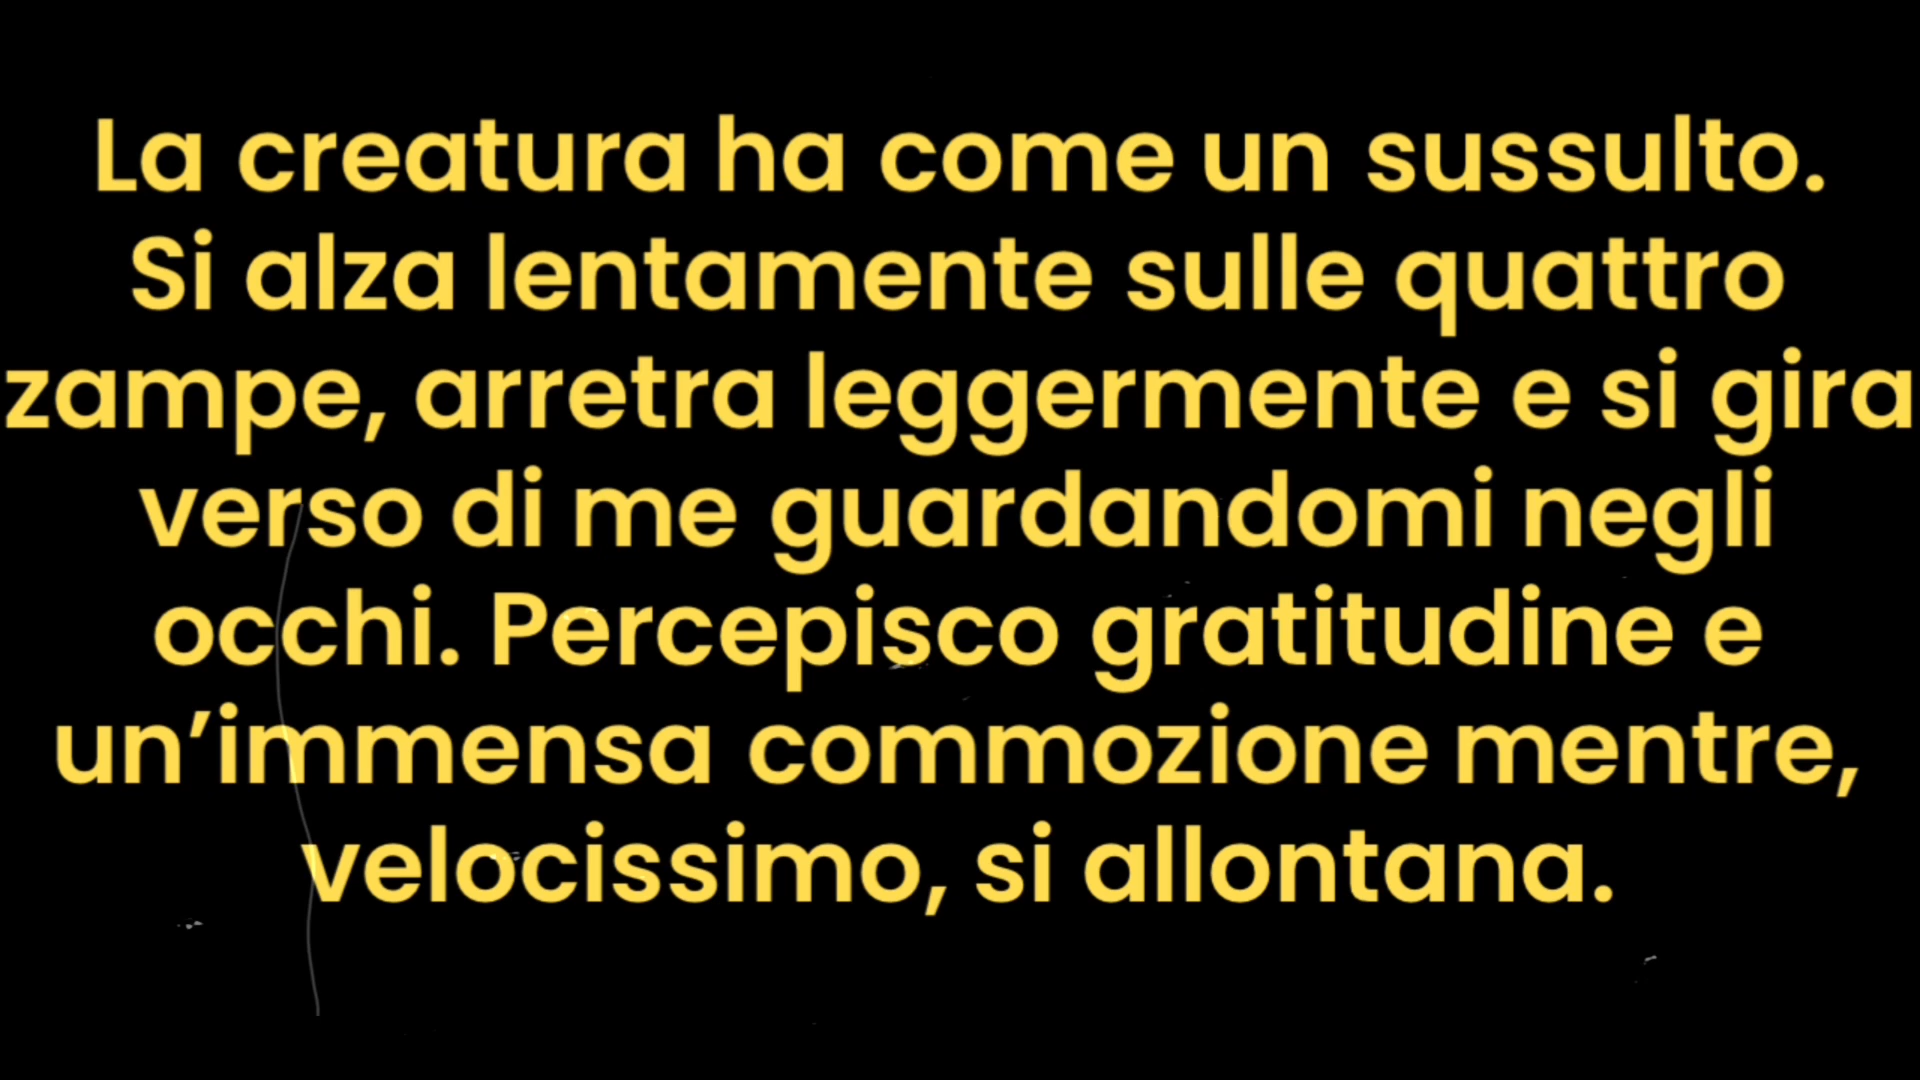 La creatura ha come un sussulto.
Si alza lentamente sulle quattro
zampe, arretra leggermente e si gira
verso di me guardandomi negli
occhi. Percepisco gratitudine e
un’immensa commozione mentre,
velocissimo, si allontana.